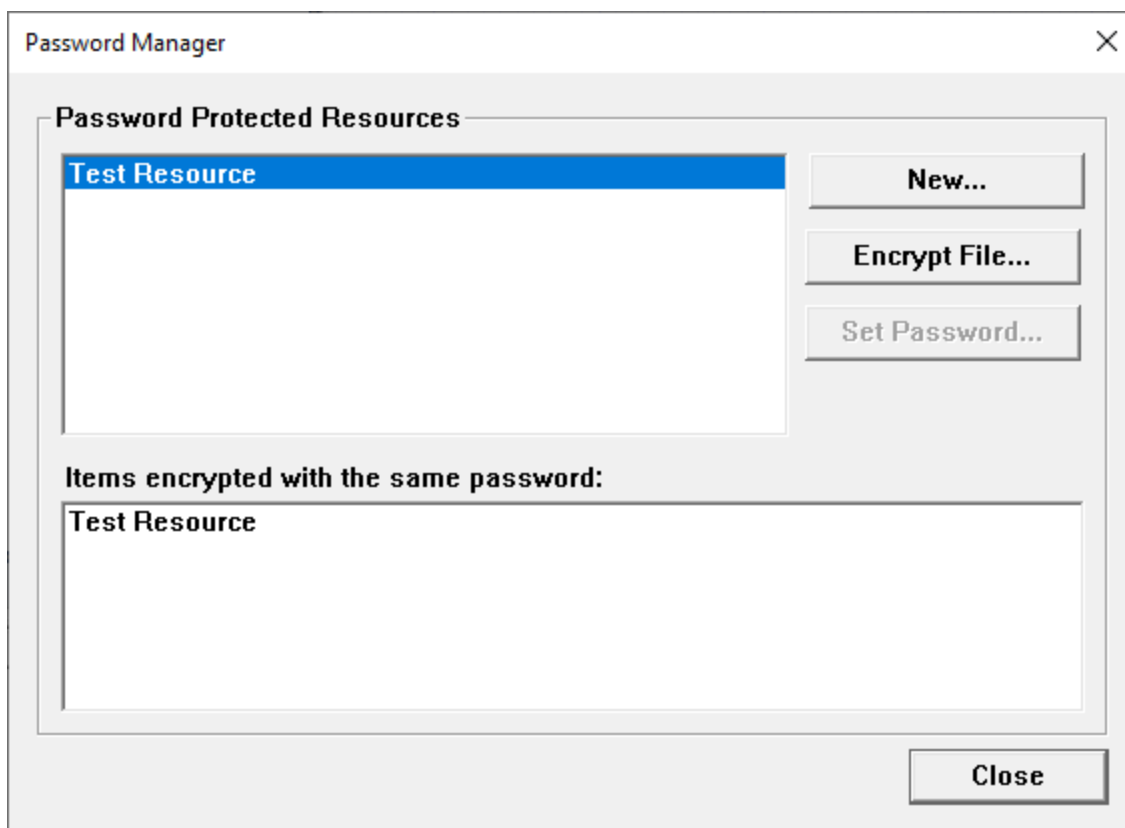 Password Manager
Password Protected Resources
Test Resource
New...
Encrypt File...
Set Password...
Items encrypted with the same password:
Test Resource
Close